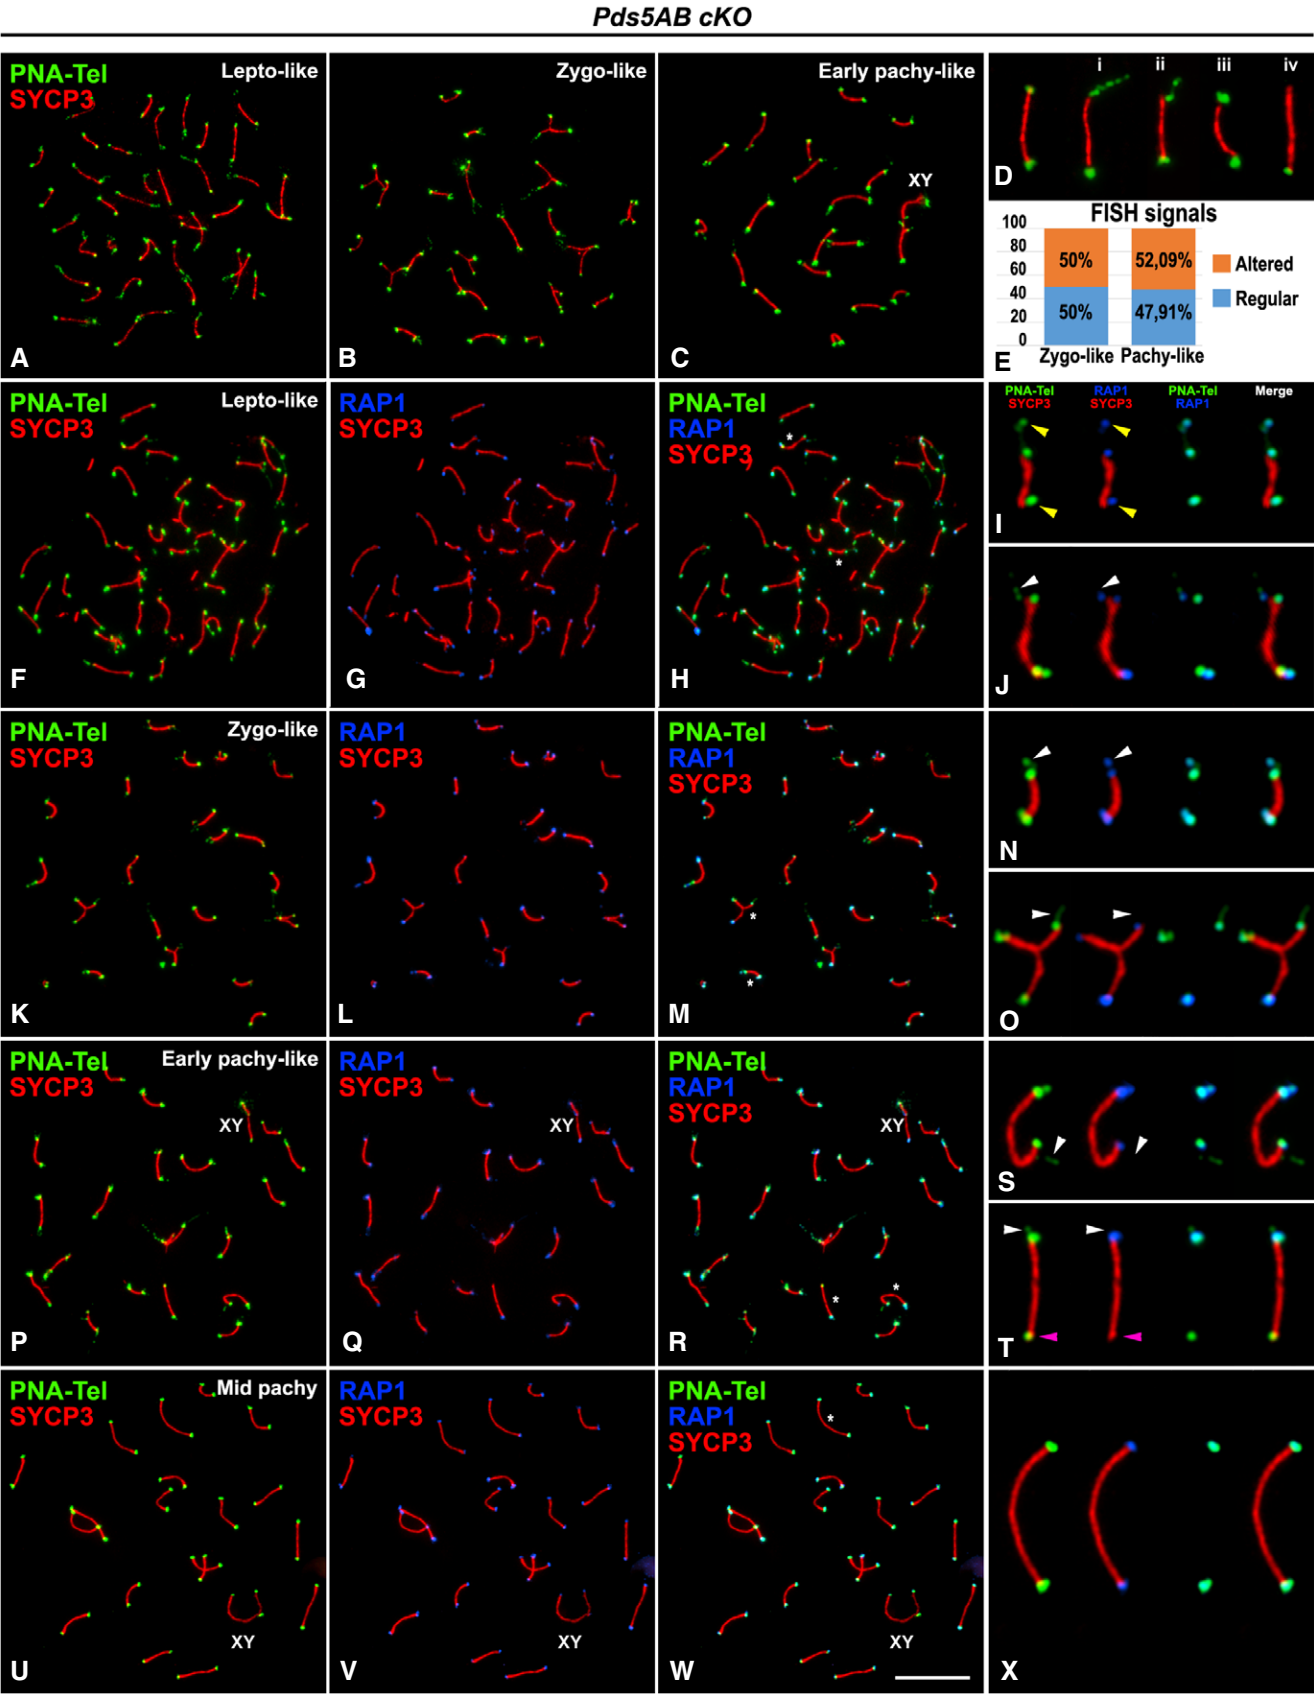 Pds5AB cKO
PNA-Tel
SYCP3
Lepto-like
A
Zygo-like
B
Early pachy-like
XY
C
i ii iii iv
D
FISH signals
100
80
60
40
20
0
50%
52,09%
50%
47,91%
Altered
Regular
Zygo-like Pachy-like
E
PNA-Tel
SYCP3
Lepto-like
F
RAP1
SYCP3
G
PNA-Tel
RAP1
SYCP3
*
*
H
PNA-Tel RAP1 PNA-Tel Merge
SYCP3 SYCP3 RAP1
I
J
PNA-Tel
SYCP3
Zygo-like
K
RAP1
SYCP3
L
PNA-Tel
RAP1
SYCP3
*
*
M
N
O
PNA-Tel
SYCP3
Early pachy-like
XY
P
RAP1
SYCP3
XY
Q
PNA-Tel
RAP1
SYCP3
XY
*
*
R
S
T
PNA-Tel
SYCP3
Mid pachy
XY
U
RAP1
SYCP3
XY
V
PNA-Tel
RAP1
SYCP3
*
XY
W
X